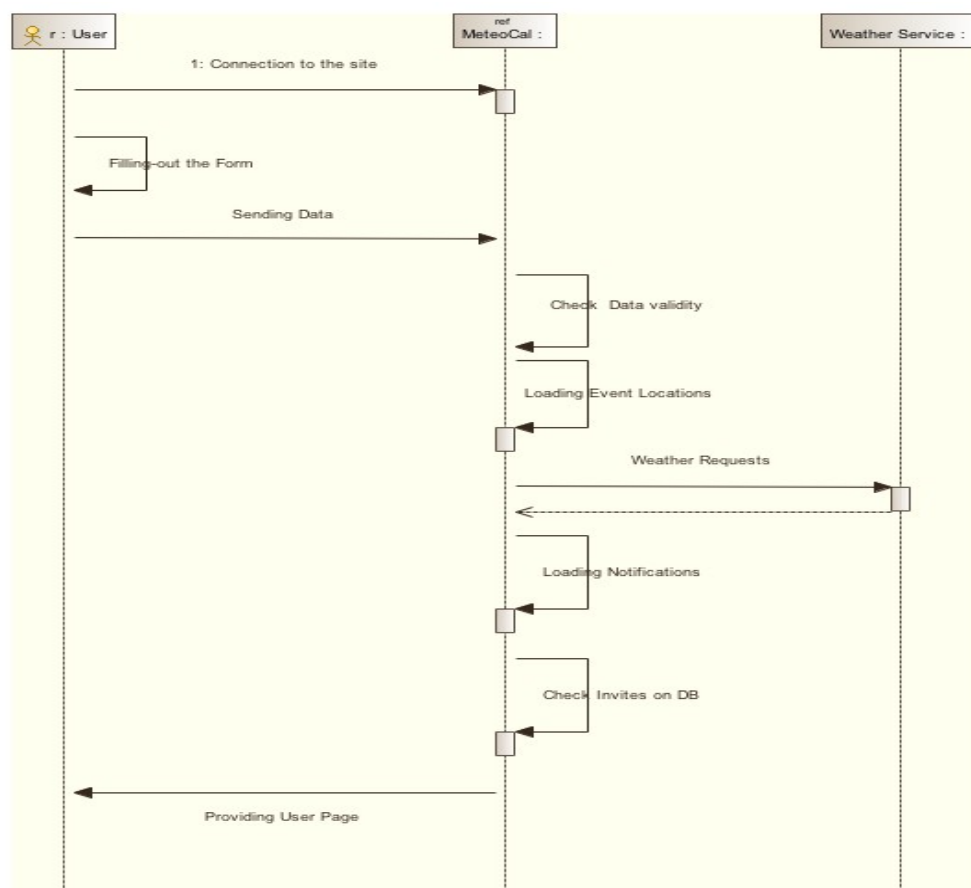 r : User
ref
MeteoCal :
Weather Service :
1: Connection to the site
Filling-out the Form
Sending Data
Check Data validity
Loading Event Locations
Weather Requests
Loading Notifications
Check Invites on DB
Providing User Page